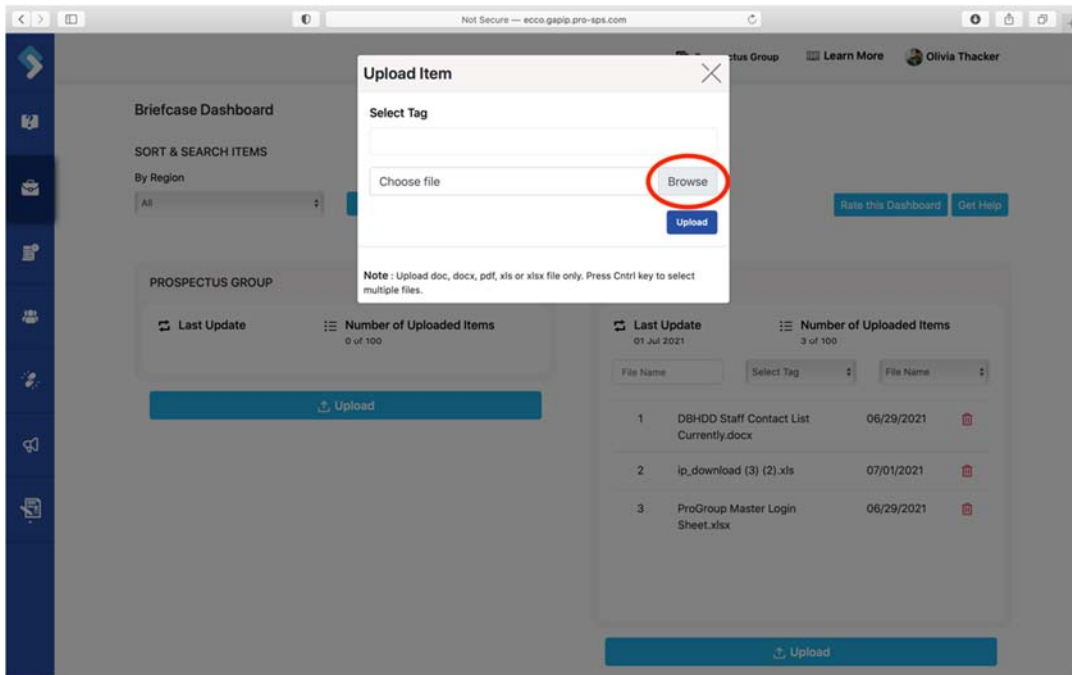 Not Secure — ecco.gapip.pro-sps.com
ctus Group
Learn More
Olivia Thacker
Upload Item
Briefcase Dashboard
Select Tag
SORT & SEARCH ITEMS
By Region
All
Choose file
Browse
Upload
Rate this Dashboard
Get Help
Note : Upload doc, docx, pdf, xls or xlsx file only. Press Cntrl key to select
multiple files.
PROSPECTUS GROUP
Last Update
Number of Uploaded Items
0 of 100
Upload
Last Update
01 Jul 2021
Number of Uploaded Items
3 of 100
File Name
Select Tag
File Name
1 DBHDD Staff Contact List 06/29/2021
Currently.docx
2 ip_download (3) (2).xls 07/01/2021
3 ProGroup Master Login 06/29/2021
Sheet.xlsx
Upload